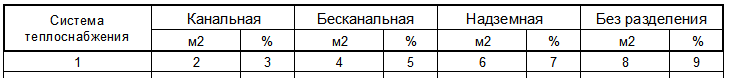 Система теплоснабжения Канальная Бесканальная Надземная Без разделения
м2 % м2 % м2 % м2 %
1 2 3 4 5 6 7 8 9